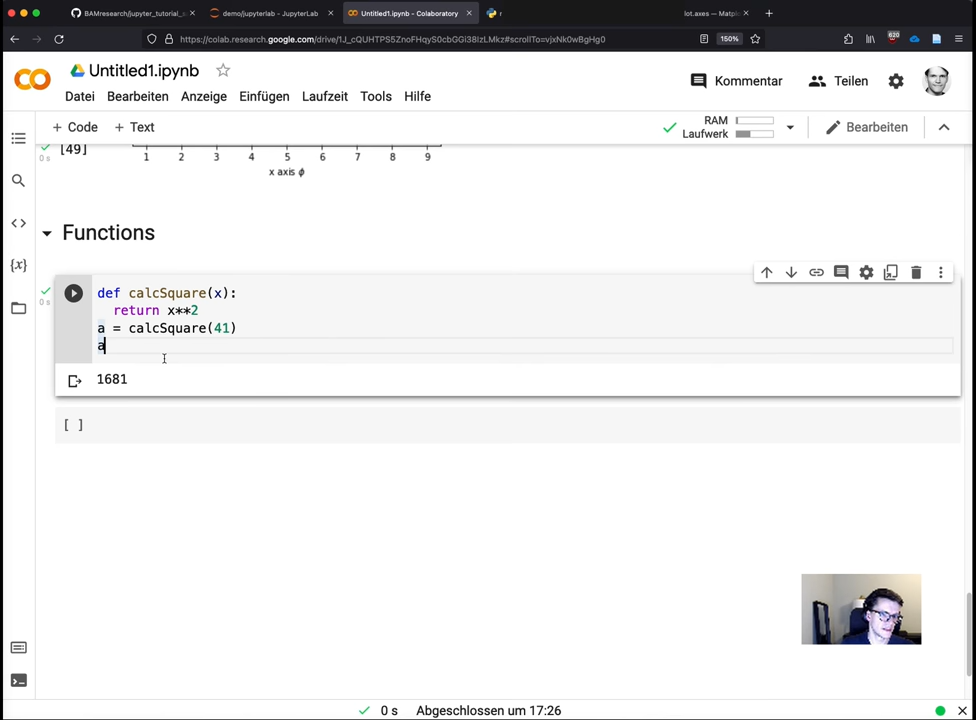 BAMresearch/jupyter_tutorial_s
demo/jupyterlab - JupyterLab
Untitled1.ipynb - Colaboratory
lot.axes — Matpl
https://colab.research.google.com/drive/1J_cQUHTPS5ZnoFHqyS0cbGGi38IzLMkz#scrollTo=vjxNk0wBgHg0
150%
620
Untitled1.ipynb
Kommentar
Teilen
Datei Bearbeiten Anzeige Einfügen Laufzeit Tools Hilfe
+ Code + Text
RAM
Laufwerk
Bearbeiten
[49]
0 s
1 2 3 4 5 6 7 8 9
x axis ϕ
Functions
{x}
0 s
def calcSquare(x):
return x**2
a = calcSquare(41)
a
1681
[ ]
0 s Abgeschlossen um 17:26